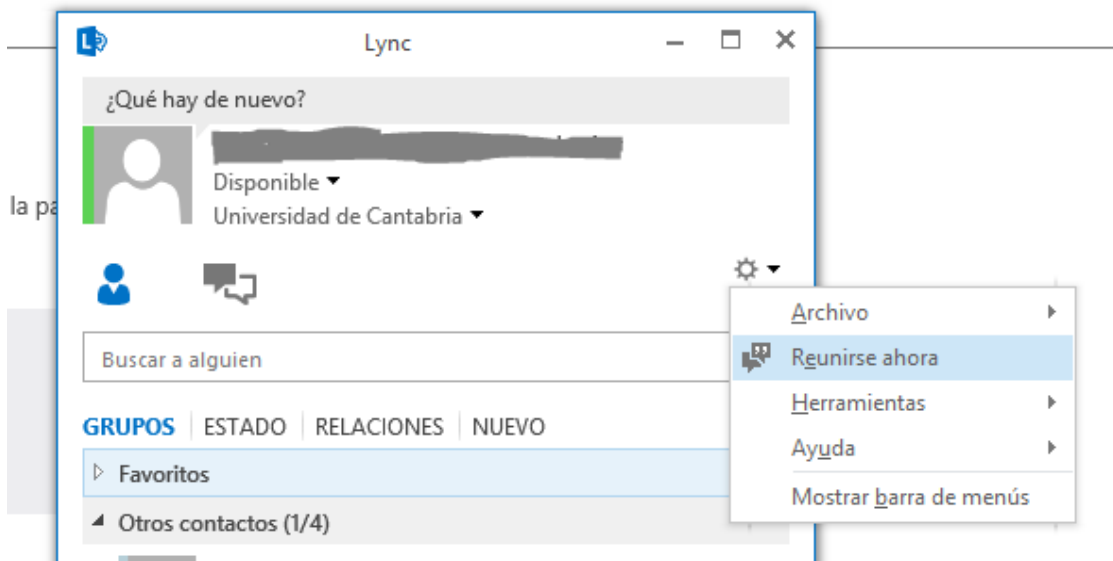 Lync
¿Qué hay de nuevo?
Disponible
la pa
Universidad de Cantabria
Buscar a alguien
Archivo
Reunirse ahora
Herramientas
Ayuda
Mostrar barra de menús
GRUPOS ESTADO RELACIONES NUEVO
Favoritos
Otros contactos (1/4)